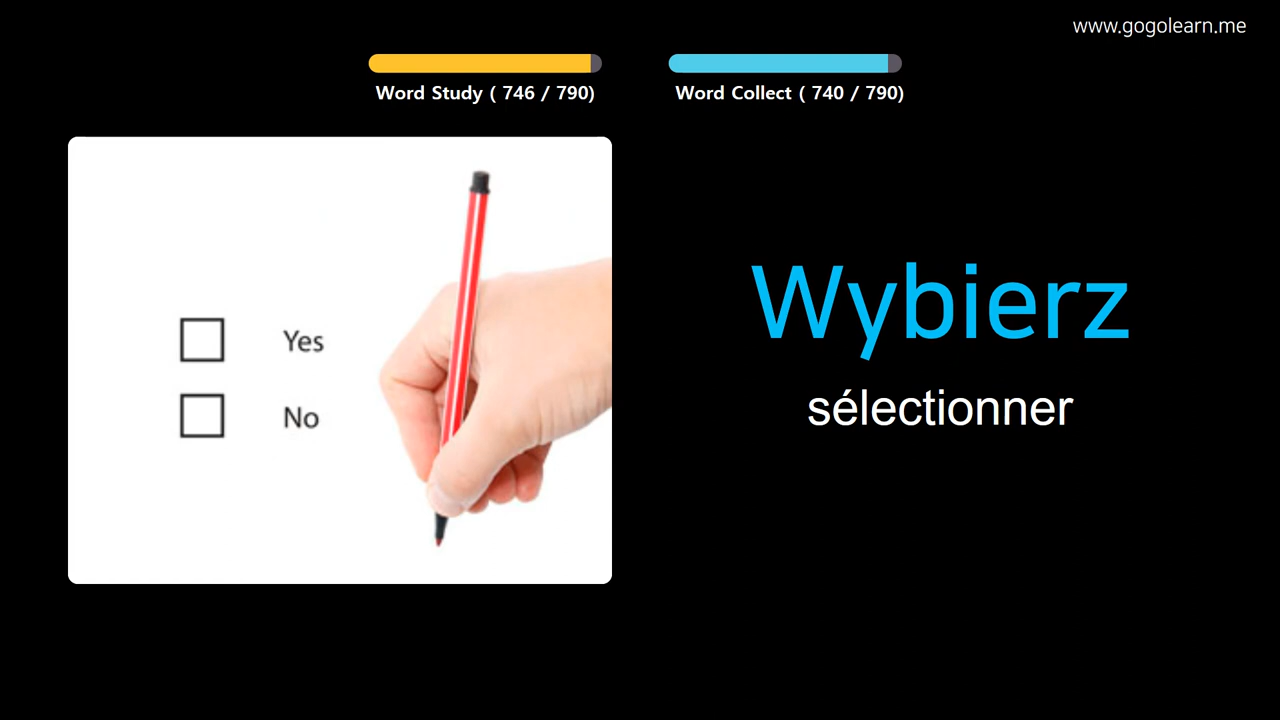 www.gogolearn.me
Word Study ( 746 / 790)
Word Collect ( 740 / 790)
Yes
No
Wybierz
sélectionner